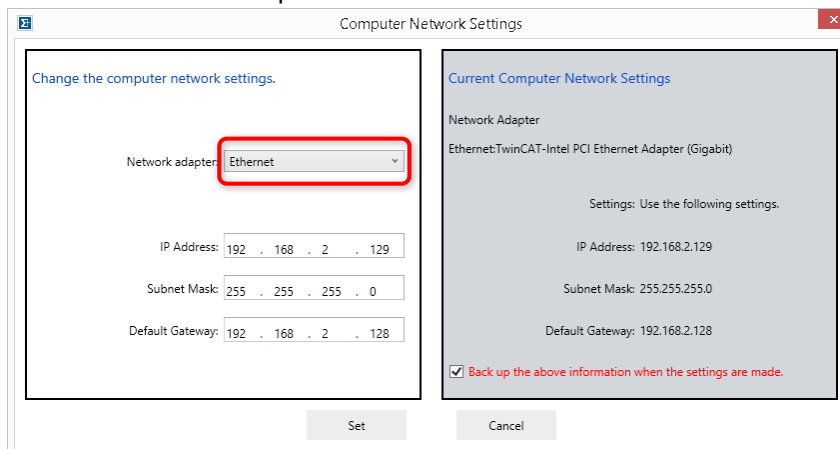 Computer Network Settings
Change the computer network settings.
Network adapter: Ethernet
IP Address: 192 . 168 . 2 . 129
Subnet Mask: 255 . 255 . 255 . 0
Default Gateway: 192 . 168 . 2 . 128
Current Computer Network Settings
Network Adapter
Ethernet:TwinCAT-Intel PCI Ethernet Adapter (Gigabit)
Settings: Use the following settings.
IP Address: 192.168.2.129
Subnet Mask: 255.255.255.0
Default Gateway: 192.168.2.128
Back up the above information when the settings are made.
Set
Cancel